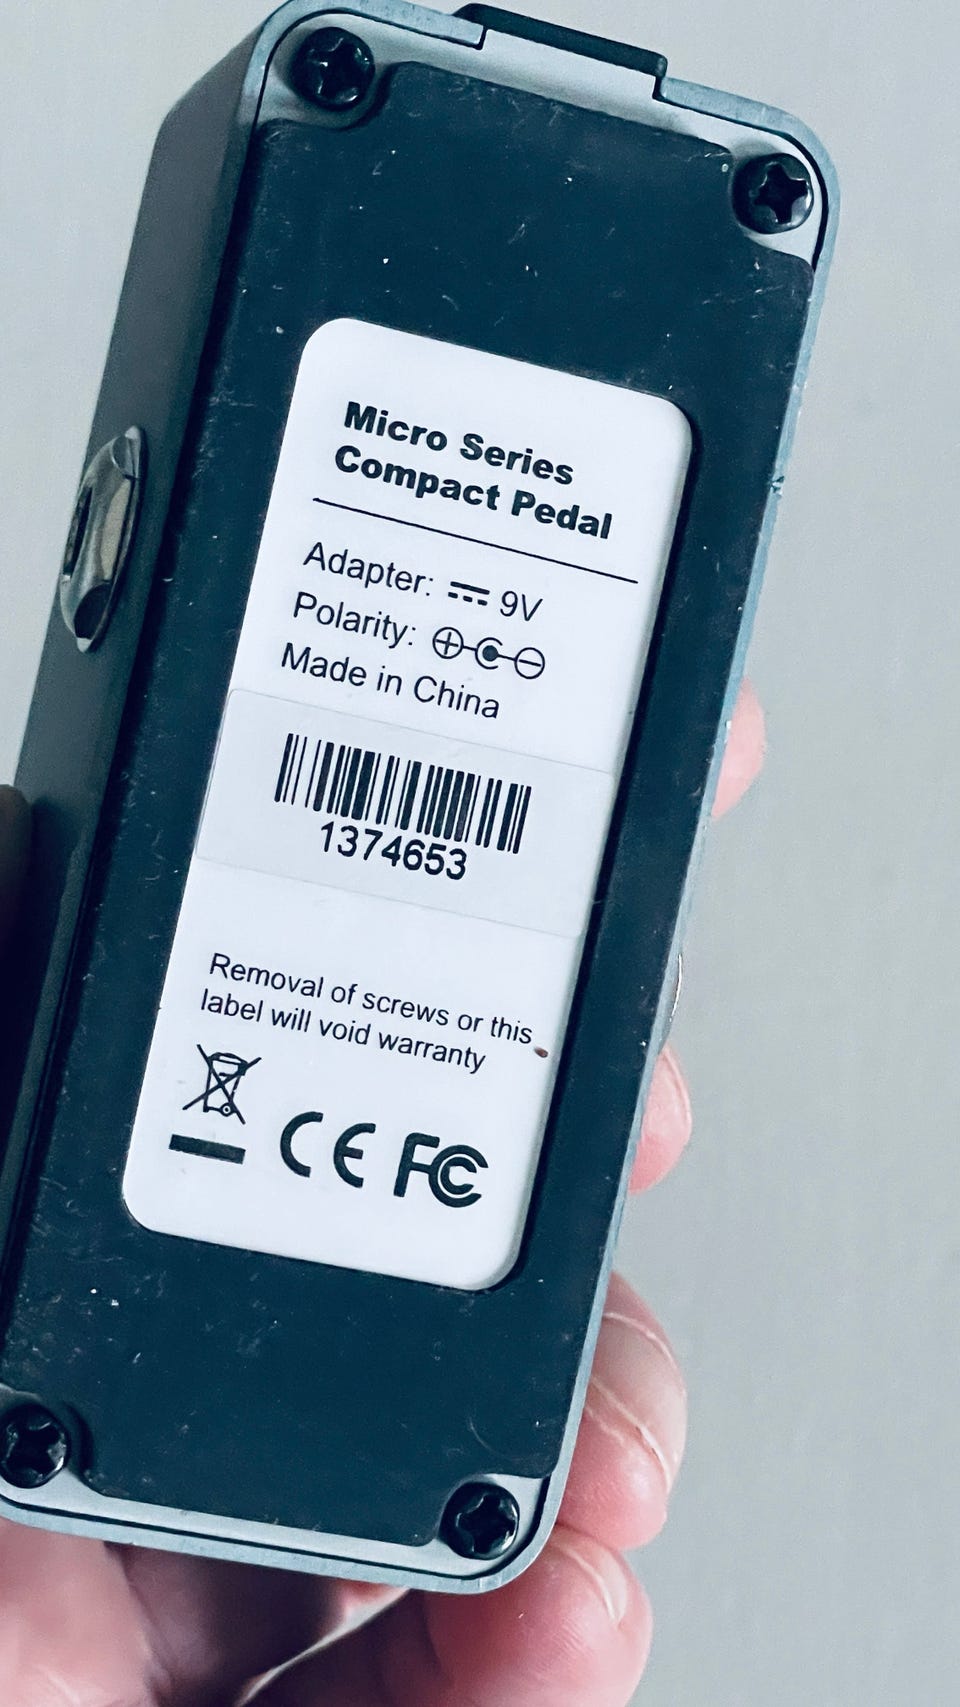 Micro Series
Compact Pedal
Adapter: ⎓ 9V
Polarity:
Made in China
1374653
Removal of screws or this
label will void warranty
CE FC